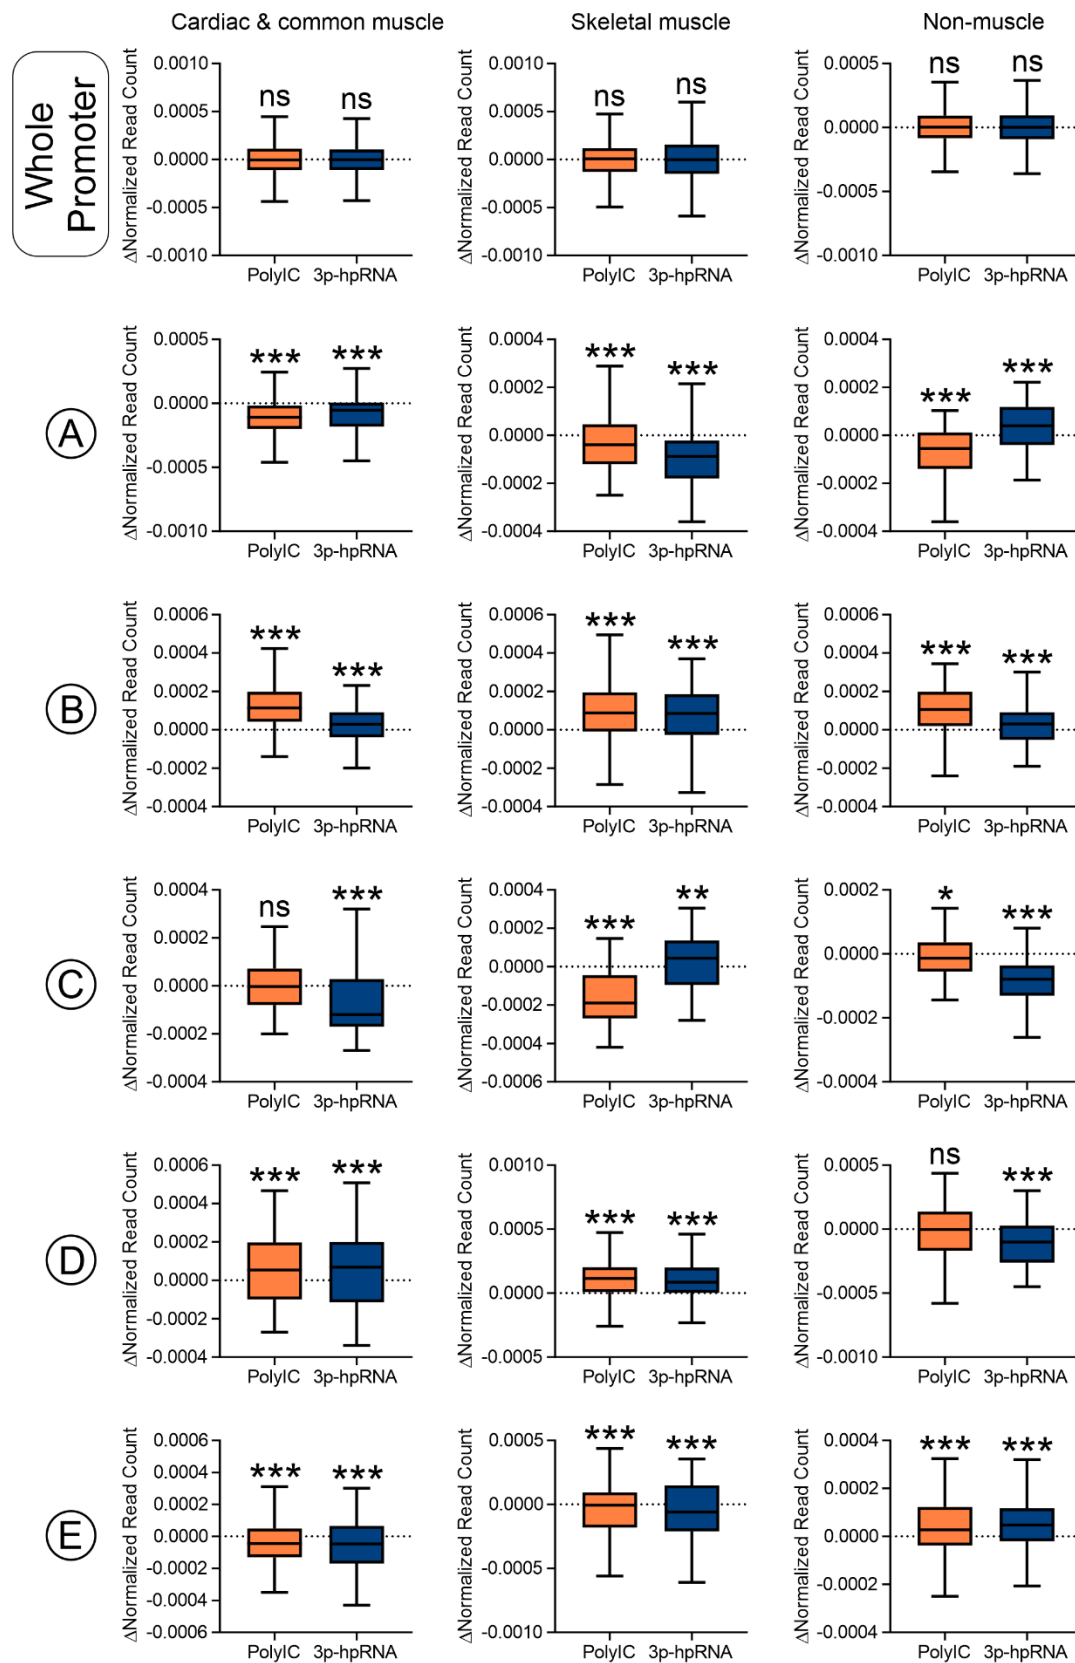 Cardiac & common muscle
Skeletal muscle
Non-muscle
Whole
Promoter
ΔNormalized Read Count
0.0010
0.0005
0.0000
-0.0005
-0.0010
ns
ns
PolyIC
3p-hpRNA
ΔNormalized Read Count
0.0010
0.0005
0.0000
-0.0005
-0.0010
ns
ns
PolyIC
3p-hpRNA
ΔNormalized Read Count
0.0005
0.0000
-0.0005
-0.0010
ns
ns
PolyIC
3p-hpRNA
A
ΔNormalized Read Count
0.0005
0.0000
-0.0005
-0.0010
***
***
PolyIC
3p-hpRNA
ΔNormalized Read Count
0.0004
0.0002
0.0000
-0.0002
-0.0004
***
***
PolyIC
3p-hpRNA
ΔNormalized Read Count
0.0004
0.0002
0.0000
-0.0002
-0.0004
***
***
PolyIC
3p-hpRNA
B
ΔNormalized Read Count
0.0006
0.0004
0.0002
0.0000
-0.0002
-0.0004
***
***
PolyIC
3p-hpRNA
ΔNormalized Read Count
0.0006
0.0004
0.0002
0.0000
-0.0002
-0.0004
***
***
PolyIC
3p-hpRNA
ΔNormalized Read Count
0.0006
0.0004
0.0002
0.0000
-0.0002
-0.0004
***
***
PolyIC
3p-hpRNA
C
ΔNormalized Read Count
0.0004
0.0002
0.0000
-0.0002
-0.0004
ns
***
PolyIC
3p-hpRNA
ΔNormalized Read Count
0.0004
0.0002
0.0000
-0.0002
-0.0004
-0.0006
***
**
PolyIC
3p-hpRNA
ΔNormalized Read Count
0.0002
0.0000
-0.0002
-0.0004
*
***
PolyIC
3p-hpRNA
D
ΔNormalized Read Count
0.0006
0.0004
0.0002
0.0000
-0.0002
-0.0004
***
***
PolyIC
3p-hpRNA
ΔNormalized Read Count
0.0010
0.0005
0.0000
-0.0005
***
***
PolyIC
3p-hpRNA
ΔNormalized Read Count
0.0005
0.0000
-0.0005
-0.0010
ns
***
PolyIC
3p-hpRNA
E
ΔNormalized Read Count
0.0006
0.0004
0.0002
0.0000
-0.0002
-0.0004
-0.0006
***
***
PolyIC
3p-hpRNA
ΔNormalized Read Count
0.0005
0.0000
-0.0005
-0.0010
***
***
PolyIC
3p-hpRNA
ΔNormalized Read Count
0.0004
0.0002
0.0000
-0.0002
-0.0004
***
***
PolyIC
3p-hpRNA